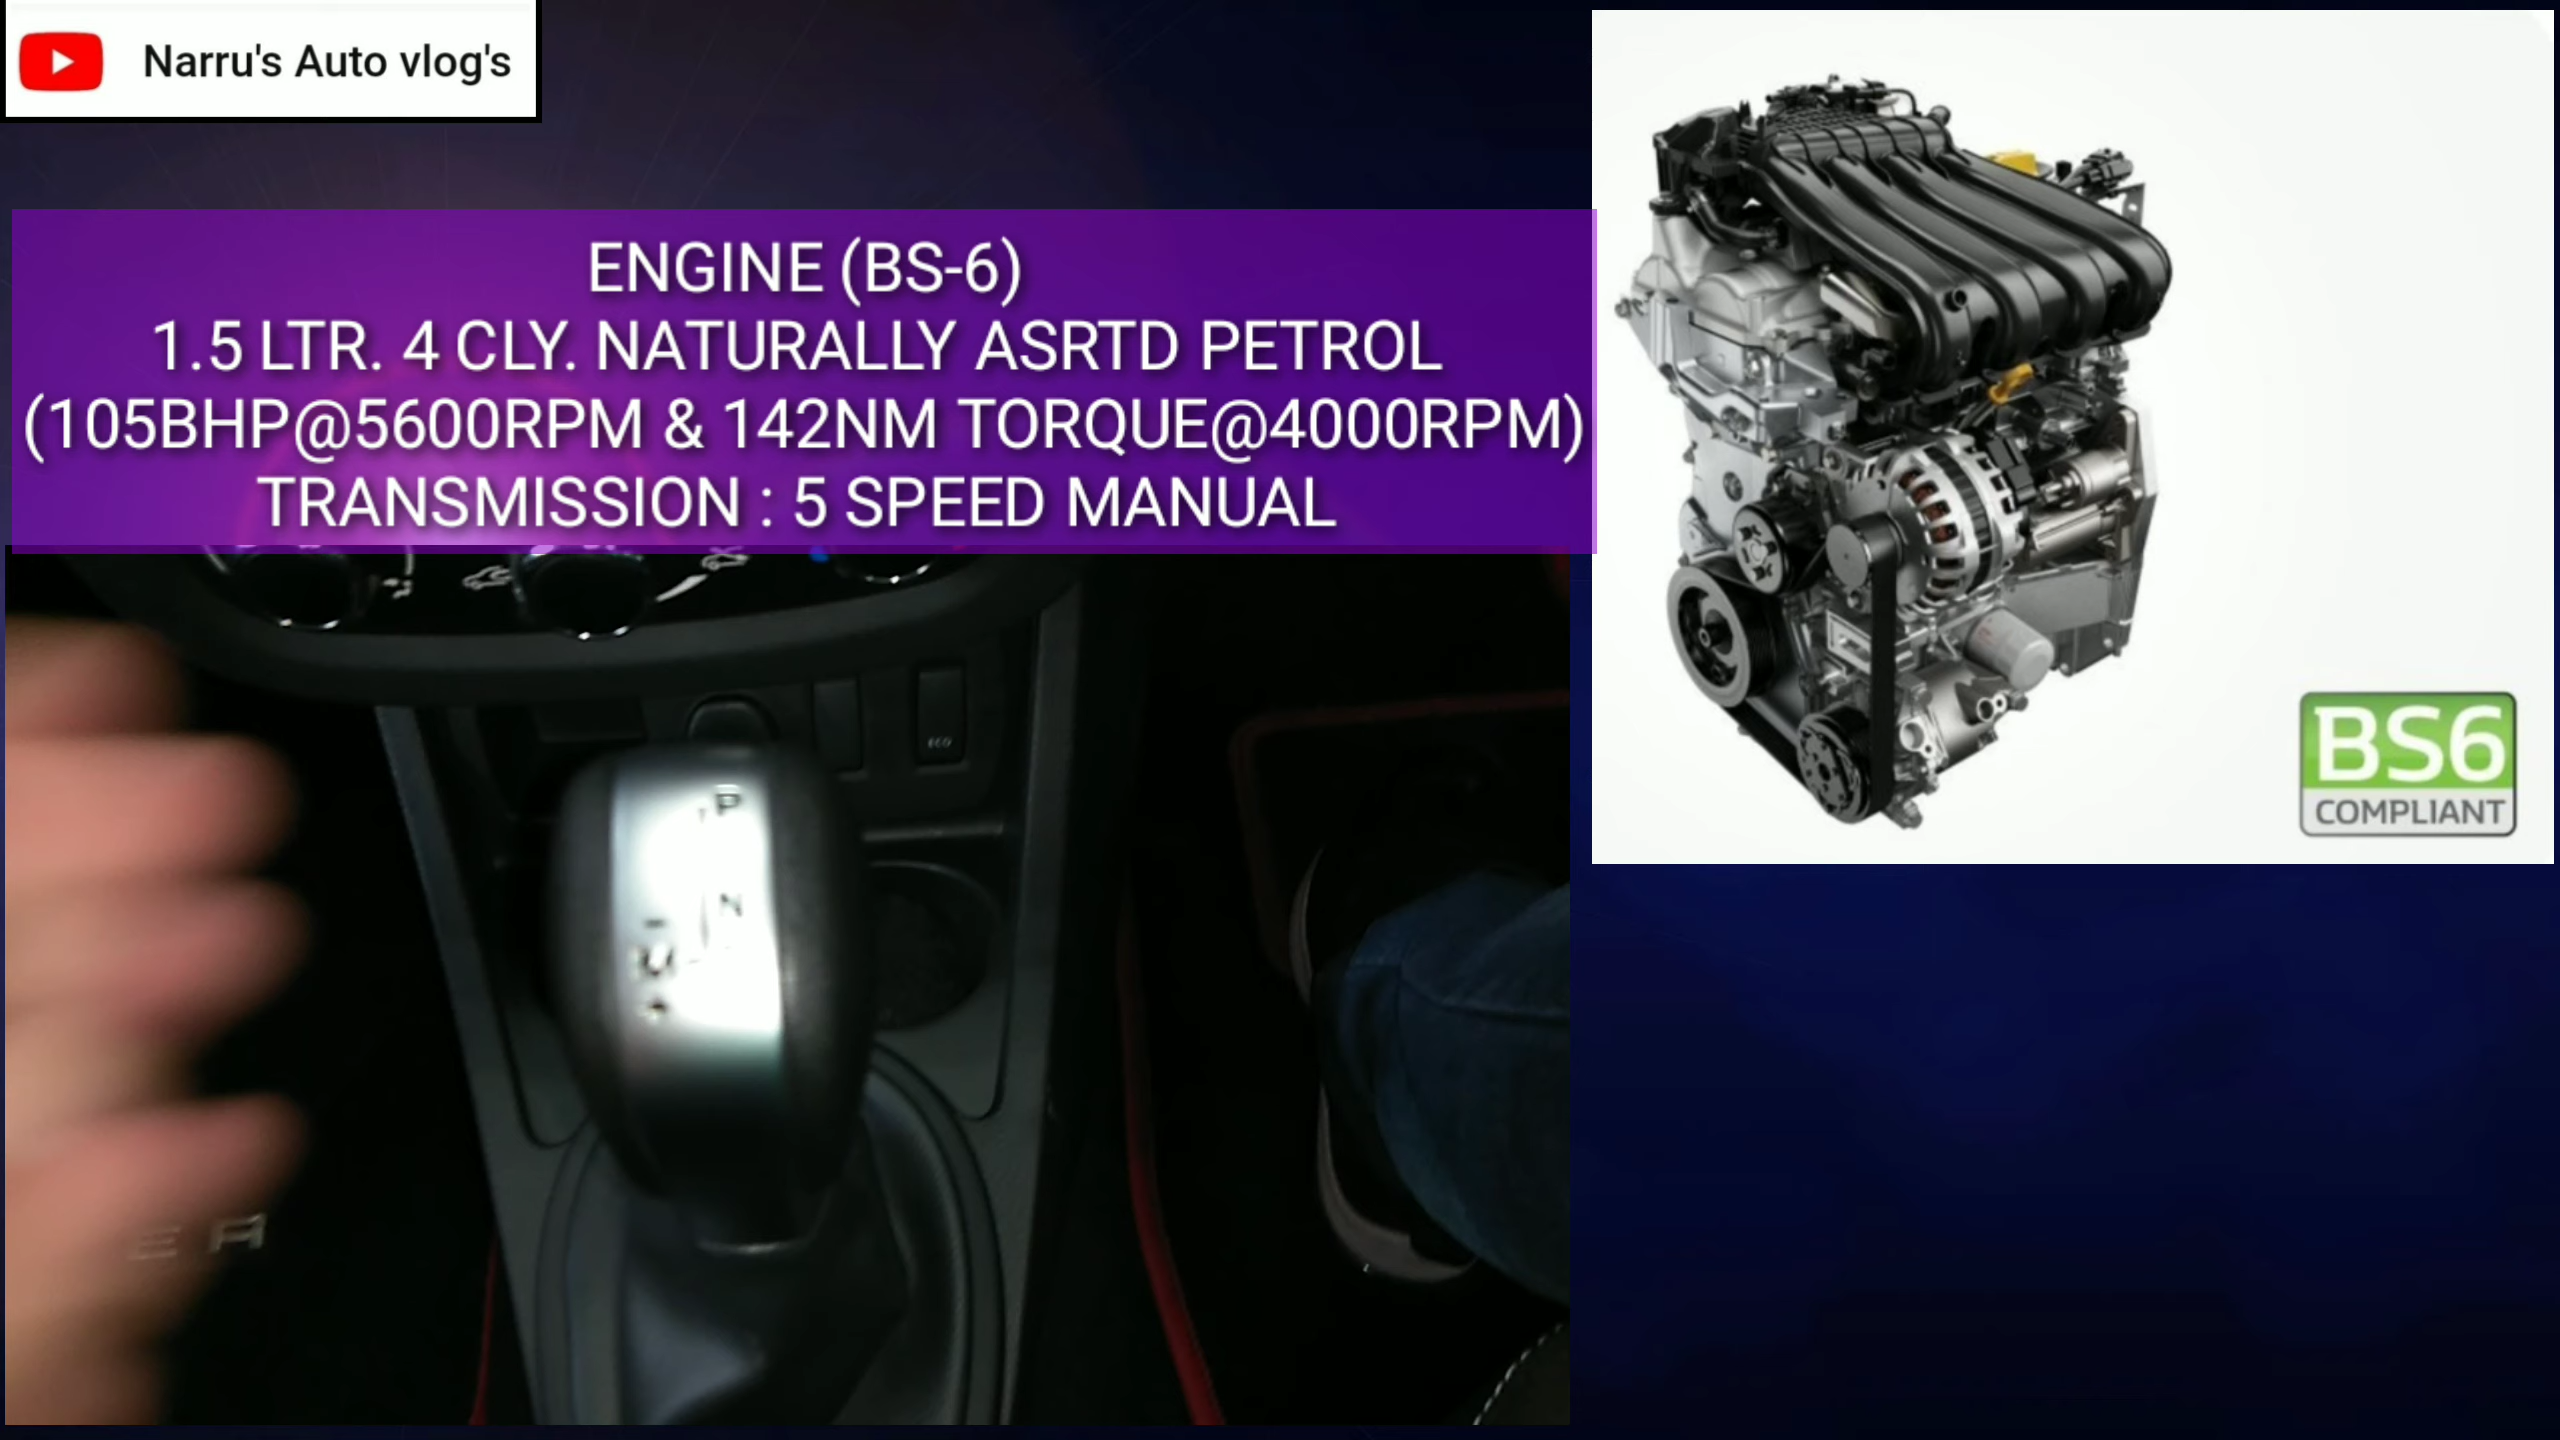 Narru's Auto vlog's
ENGINE (BS-6)
1.5 LTR. 4 CLY. NATURALLY ASRTD PETROL
(105BHP@5600RPM & 142NM TORQUE@4000RPM)
TRANSMISSION : 5 SPEED MANUAL
BS6
COMPLIANT
ECO
P
N
M
E R